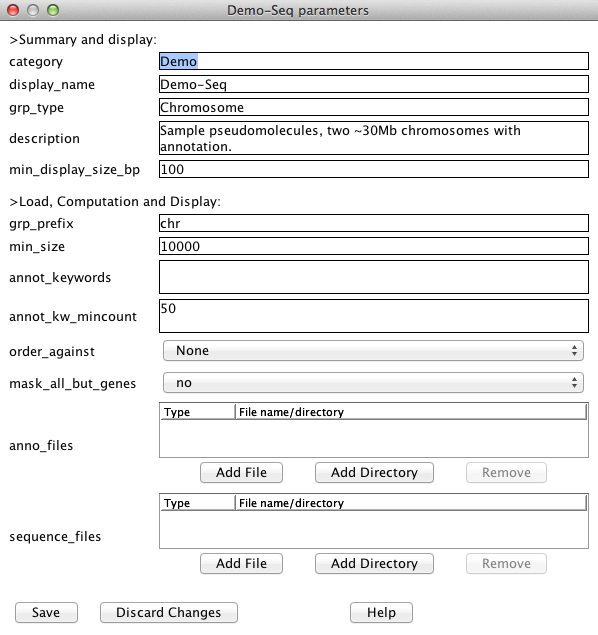 Demo-Seq parameters
>Summary and display:
category Demo
display_name Demo-Seq
grp_type Chromosome
description Sample pseudomolecules, two ~30Mb chromosomes with
annotation.
min_display_size_bp 100
>Load, Computation and Display:
grp_prefix chr
min_size 10000
annot_keywords
annot_kw_mincount 50
order_against None
mask_all_but_genes no
Type File name/directory
anno_files
Add File Add Directory Remove
Type File name/directory
sequence_files
Add File Add Directory Remove
Save Discard Changes Help